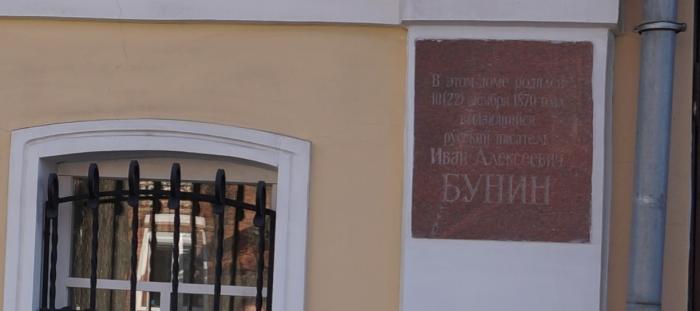 В этом доме родился
10(22) октября 1870 года
выдающийся
русский писатель
Иван Алексеевич
БУНИН